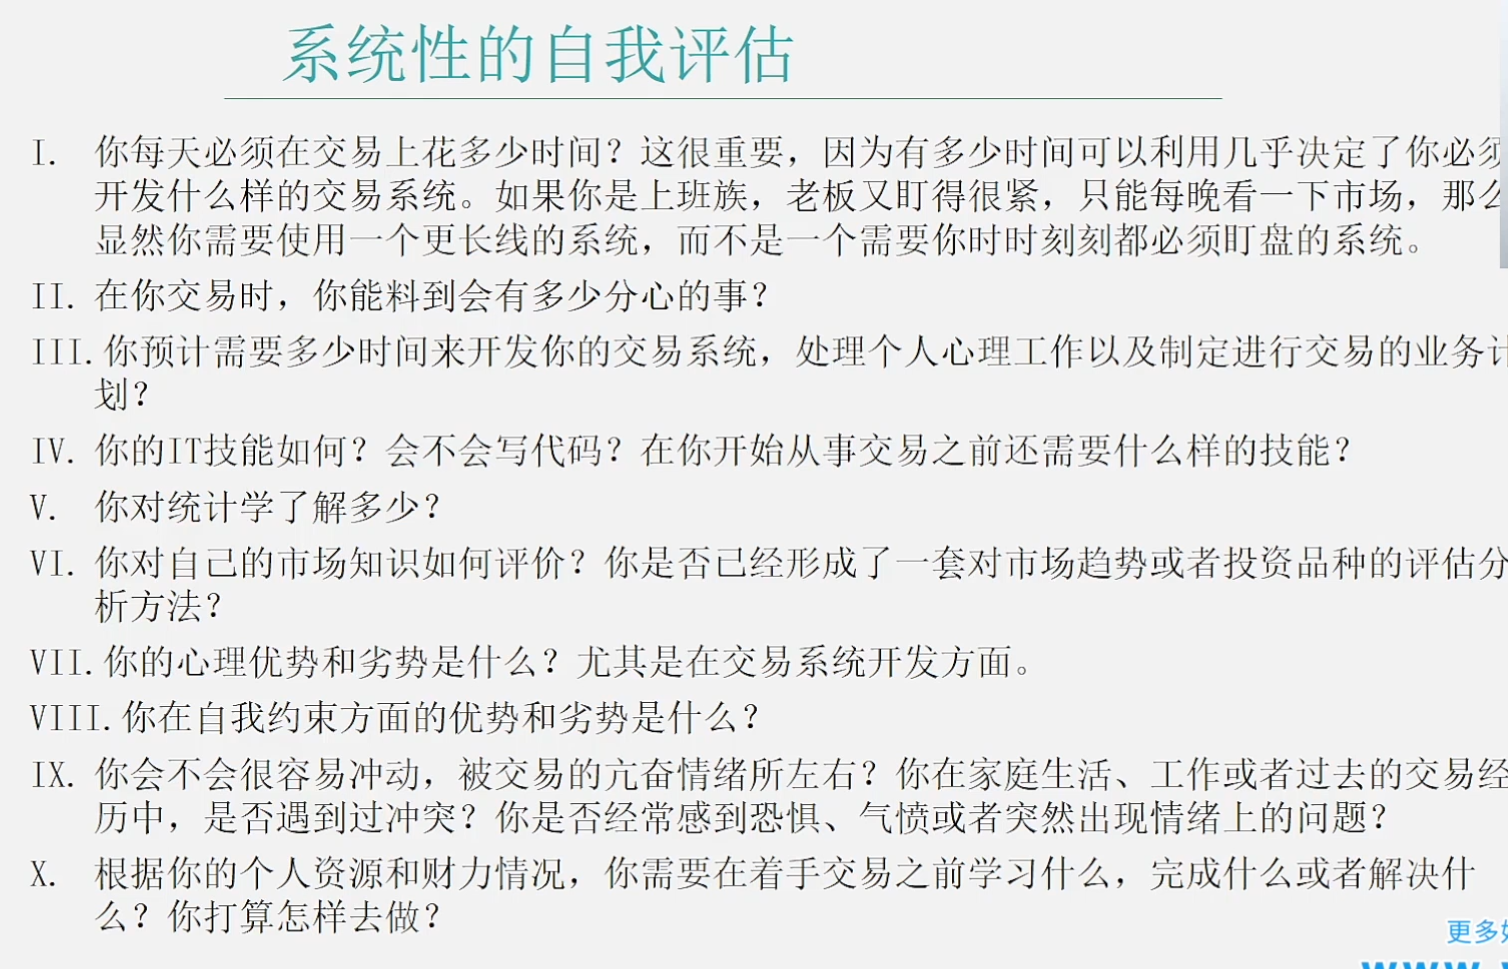 系统性的自我评估
I. 你每天必须在交易上花多少时间？这很重要，因为有多少时间可以利用几乎决定了你必须
开发什么样的交易系统。如果你是上班族，老板又盯得很紧，只能每晚看一下市场，那么
显然你需要使用一个更长线的系统，而不是一个需要你时时刻刻都必须盯盘的系统。
II. 在你交易时，你能料到会有多少分心的事？
III. 你预计需要多少时间来开发你的交易系统，处理个人心理工作以及制定进行交易的业务计
划？
IV. 你的IT技能如何？会不会写代码？在你开始从事交易之前还需要什么样的技能？
V. 你对统计学了解多少？
VI. 你对自己的市场知识如何评价？你是否已经形成了一套对市场趋势或者投资品种的评估分
析方法？
VII. 你的心理优势和劣势是什么？尤其是在交易系统开发方面。
VIII. 你在自我约束方面的优势和劣势是什么？
IX. 你会不会很容易冲动，被交易的亢奋情绪所左右？你在家庭生活、工作或者过去的交易经
历中，是否遇到过冲突？你是否经常感到恐惧、气愤或者突然出现情绪上的问题？
X. 根据你的个人资源和财力情况，你需要在着手交易之前学习什么，完成什么或者解决什
么？你打算怎样去做？
更多